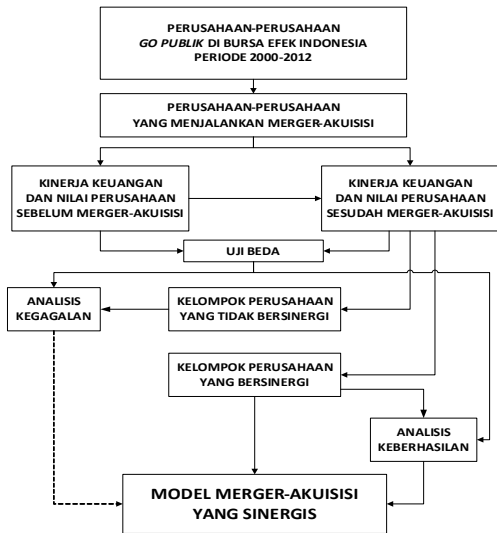 PERUSAHAAN-PERUSAHAAN
GO PUBLIK DI BURSA EFEK INDONESIA
PERIODE 2000-2012
PERUSAHAAN-PERUSAHAAN
YANG MENJALANKAN MERGER-AKUISISI
KINERJA KEUANGAN
DAN NILAI PERUSAHAAN
SEBELUM MERGER-AKUISISI
KINERJA KEUANGAN
DAN NILAI PERUSAHAAN
SESUDAH MERGER-AKUISISI
UJI BEDA
ANALISIS
KEGAGALAN
KELOMPOK PERUSAHAAN
YANG TIDAK BERSINERGI
KELOMPOK PERUSAHAAN
YANG BERSINERGI
ANALISIS
KEBERHASILAN
MODEL MERGER-AKUISISI
YANG SINERGIS